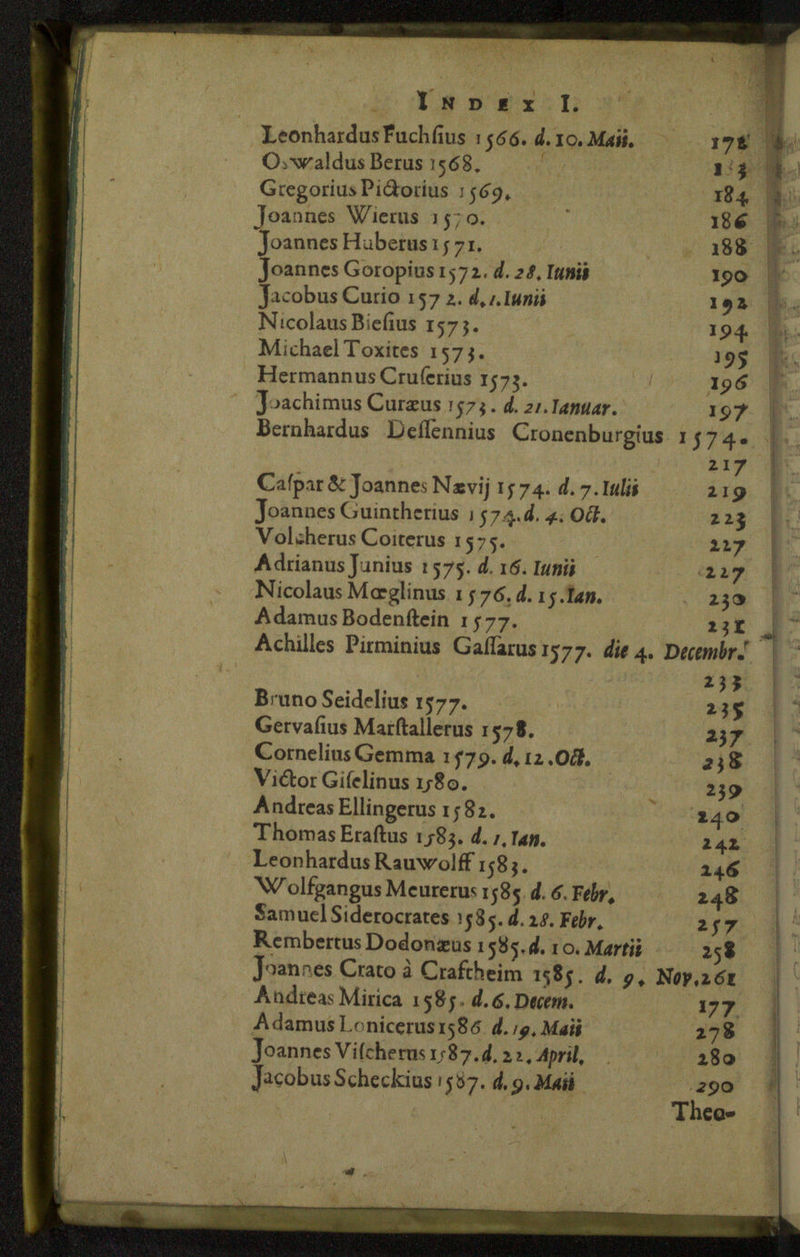 INDEX I.
Leonhardus Fuchſius 1566. d. 10. Maii. 178
Oswaldus Berus 1568.
Gregorius Pictorius 1569. 184
Joannes Wierus 1570. 186
Joannes Huberus 1571. 188
Joannes Goropius 1572. d. 28. Iunii 190
Jacobus Curio 1572. d. 1. Iunii 192
Nicolaus Bieſius 1573. 194
Michael Toxites 1573. 195
Hermannus Cruſerius 1573. 196
Joachimus Curæus 1573. d. 21. Ianuar. 197
Bernhardus Deſſennius Cronenburgius 1574.
217
Caſpar & Joannes Nævij 1574. d. 7. Iulii 219
Joannes Guintherius 1574. d. 4. Oct. 223
Volcherus Coiterus 1575. 227
Adrianus Junius 1575. d. 16. Iunii 227
Nicolaus Mœglinus 1576. d. 15. Ian. 230
Adamus Bodenſtein 1577. 231
Achilles Pirminius Gaſſarus 1577. die 4. Decembr.
233
Bruno Seidelius 1577. 235
Gervaſius Marſtallerus 1578. 237
Cornelius Gemma 1579. d. 12. Oct. 238
Victor Giſelinus 1580. 239
Andreas Ellingerus 1582. 240
Thomas Eraſtus 1583. d. 1. Ian. 242
Leonhardus Rauwolff 1583. 246
Wolfgangus Meurerus 1585. d. 6. Febr. 248
Samuel Siderocrates 1585. d. 28. Febr. 257
Rembertus Dodonæus 1585. d. 10. Martii 258
Joannes Crato à Craftheim 1585. d. 9. Nov. 261
Andreas Mirica 1585. d. 6. Decem. 177
Adamus Lonicerus 1586. d. 19. Maii 278
Joannes Viſcherus 1587. d. 22. April. 280
Jacobus Scheckius 1587. d. 9. Maii 290
Theo-